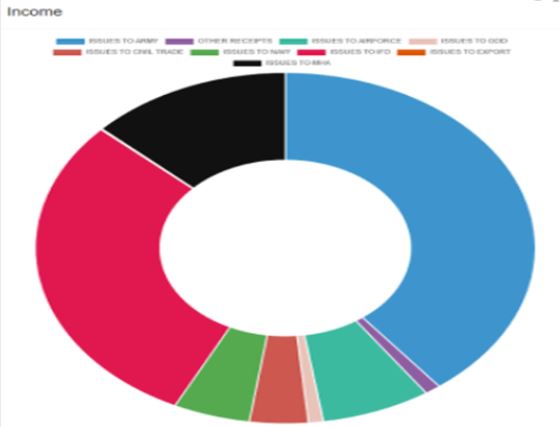 Income
ISSUES TO ARMY OTHER RECEIPTS ISSUES TO AIRFORCE ISSUES TO ODD
ISSUES TO CIVIL TRADE ISSUES TO NAVY ISSUES TO IFD ISSUES TO EXPORT
ISSUES TO MHA